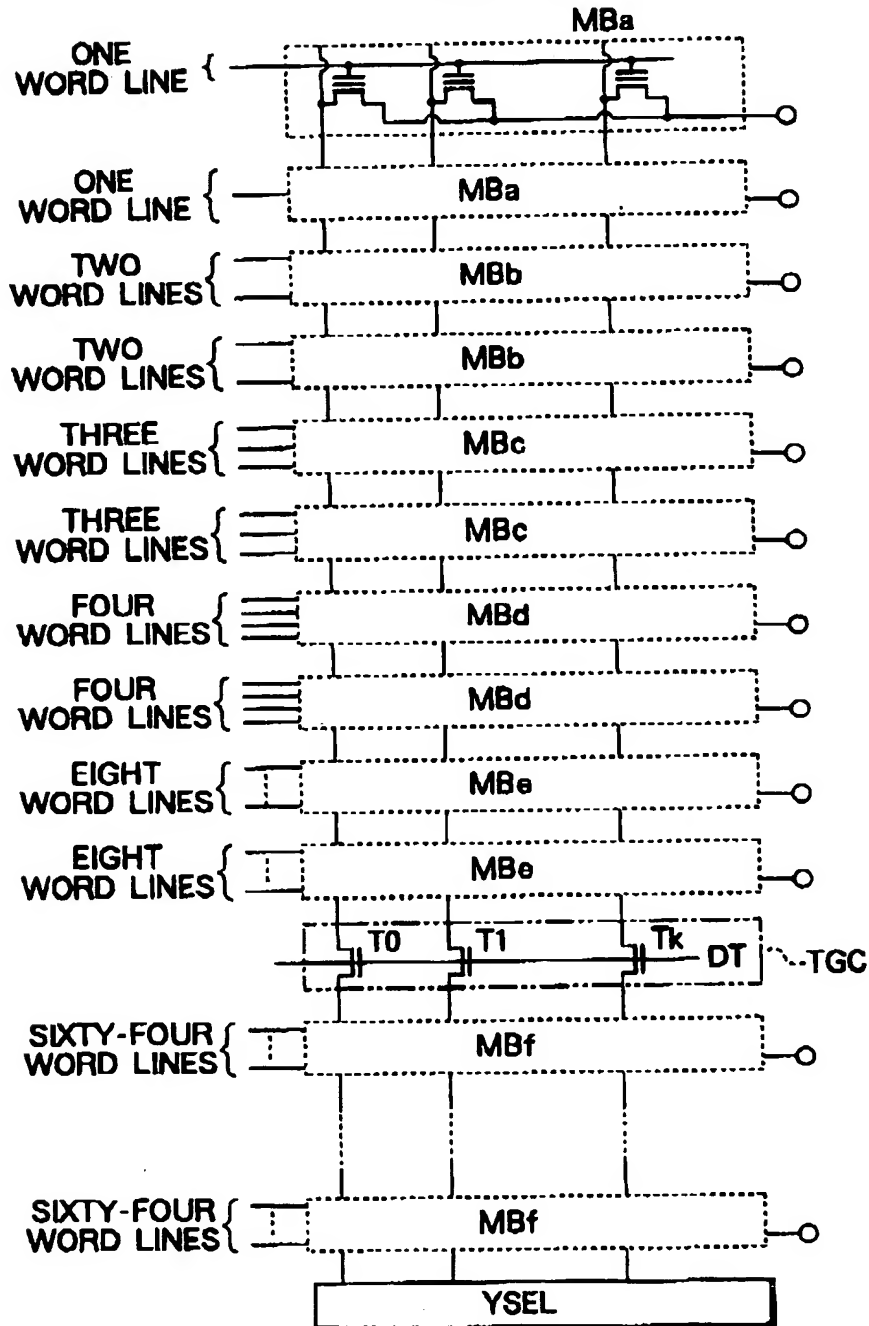 MBa
ONE
WORD LINE
ONE
WORD LINE
MBa
TWO
WORD LINES
MBb
TWO
WORD LINES
MBb
THREE
WORD LINES
MBc
THREE
WORD LINES
MBc
FOUR
WORD LINES
MBd
FOUR
WORD LINES
MBd
EIGHT
WORD LINES
MBe
EIGHT
WORD LINES
MBe
T0 T1 Tk DT TGC
SIXTY-FOUR
WORD LINES
MBf
SIXTY-FOUR
WORD LINES
MBf
YSEL